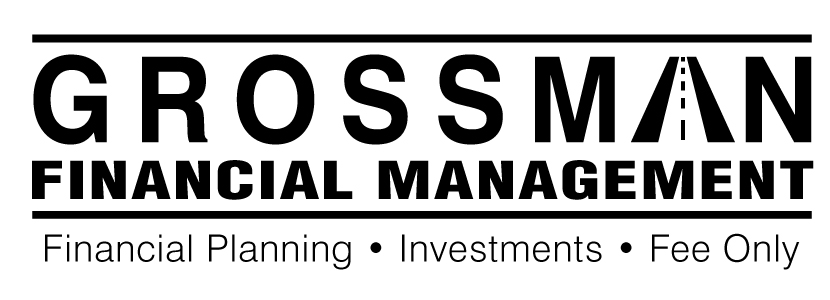 GROSSMAN
FINANCIAL MANAGEMENT
Financial Planning • Investments • Fee Only